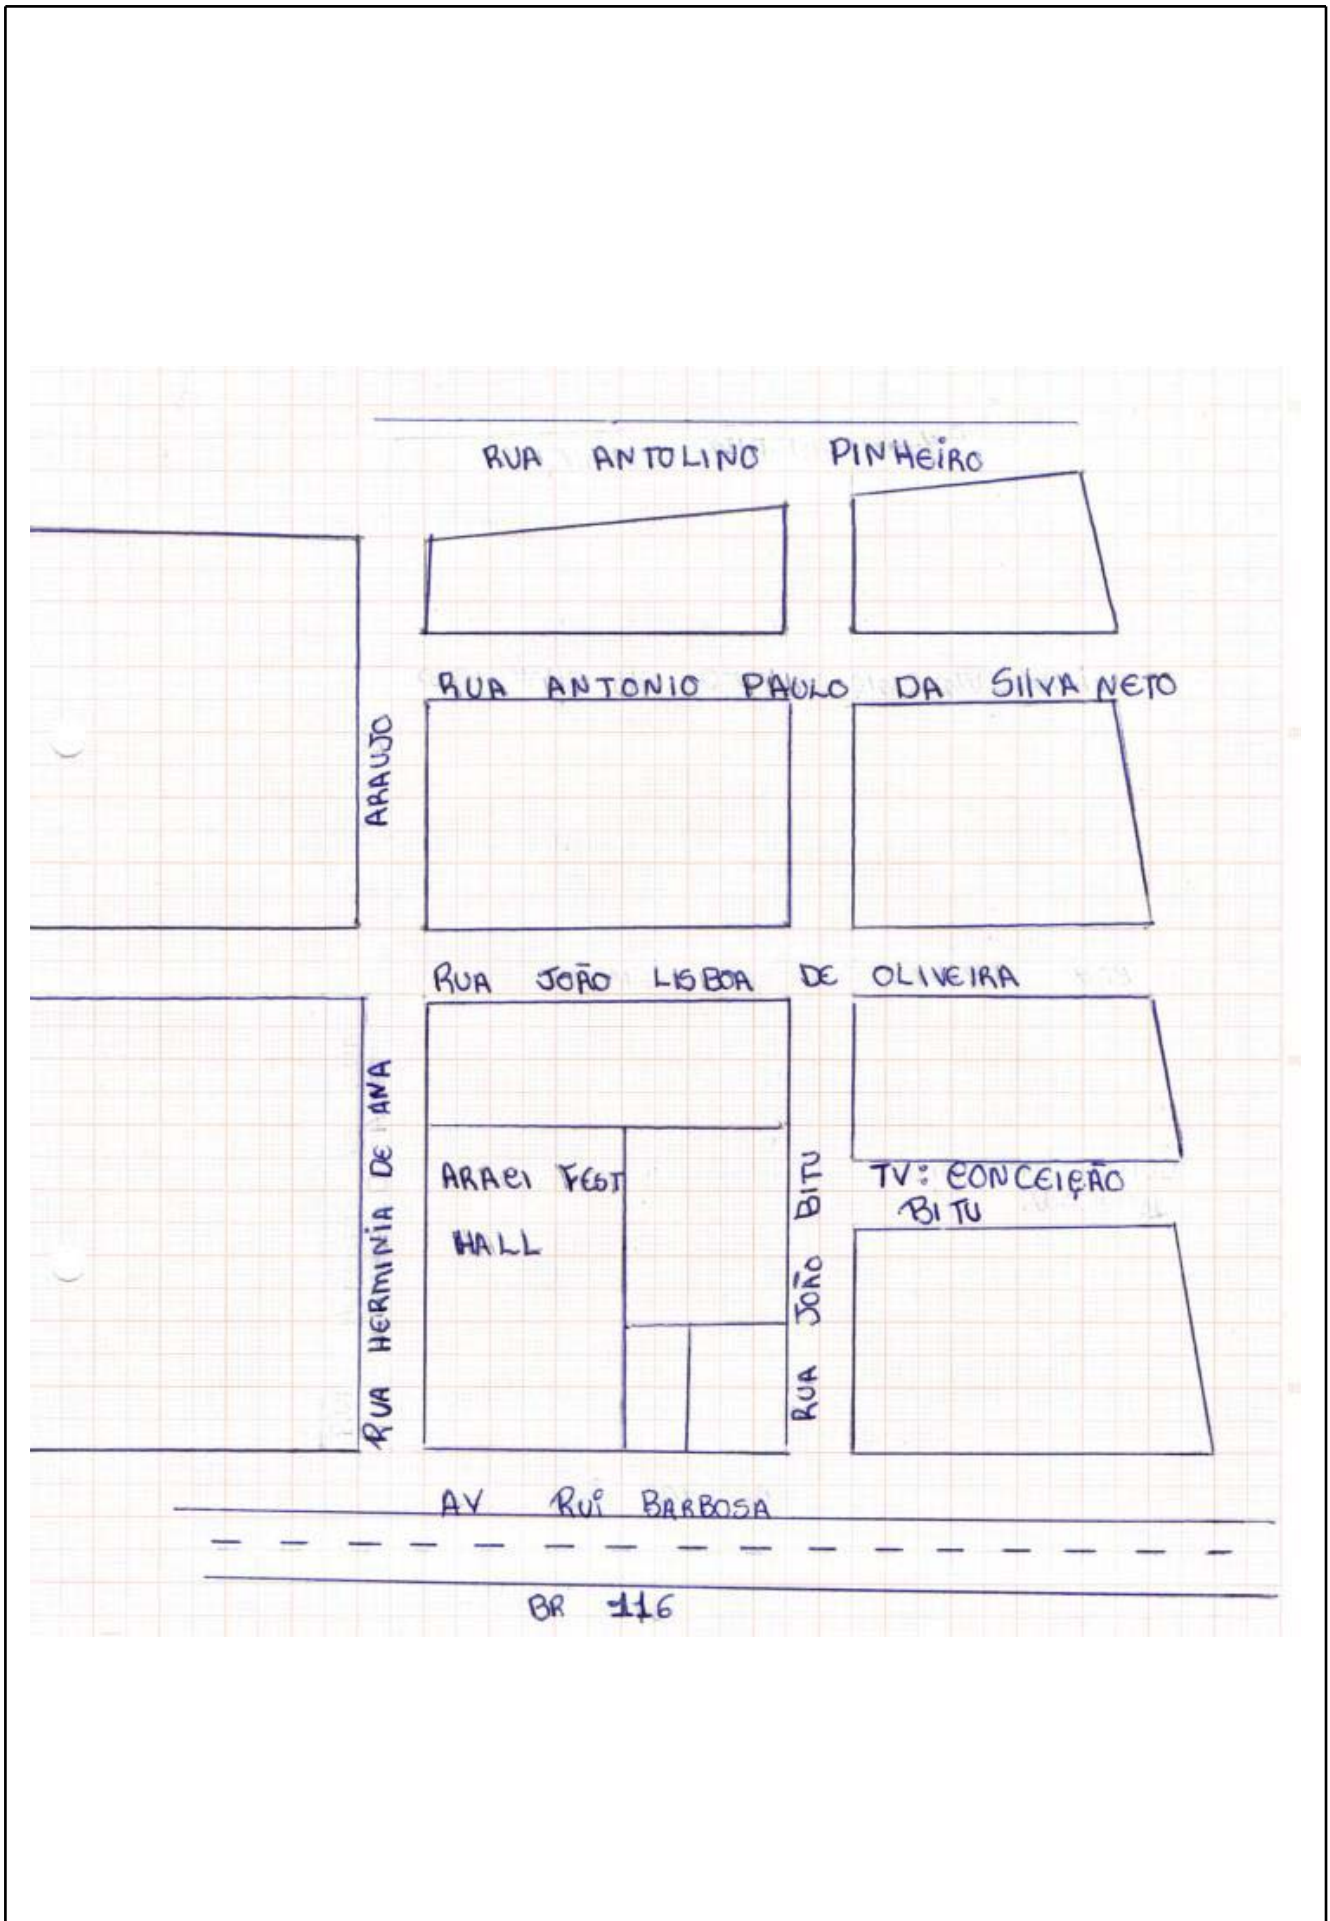 RUA ANTOLINO PINHEIRO
RUA ANTONIO PAULO DA SILVA NETO
ARAUJO
RUA JOÃO LISBOA DE OLIVEIRA
RUA HERMINIA DE ANA
ARACI FEST
HALL
RUA JOÃO BITU
TV: CONCEIÇÃO
BITU
AV RUI BARBOSA
BR 116